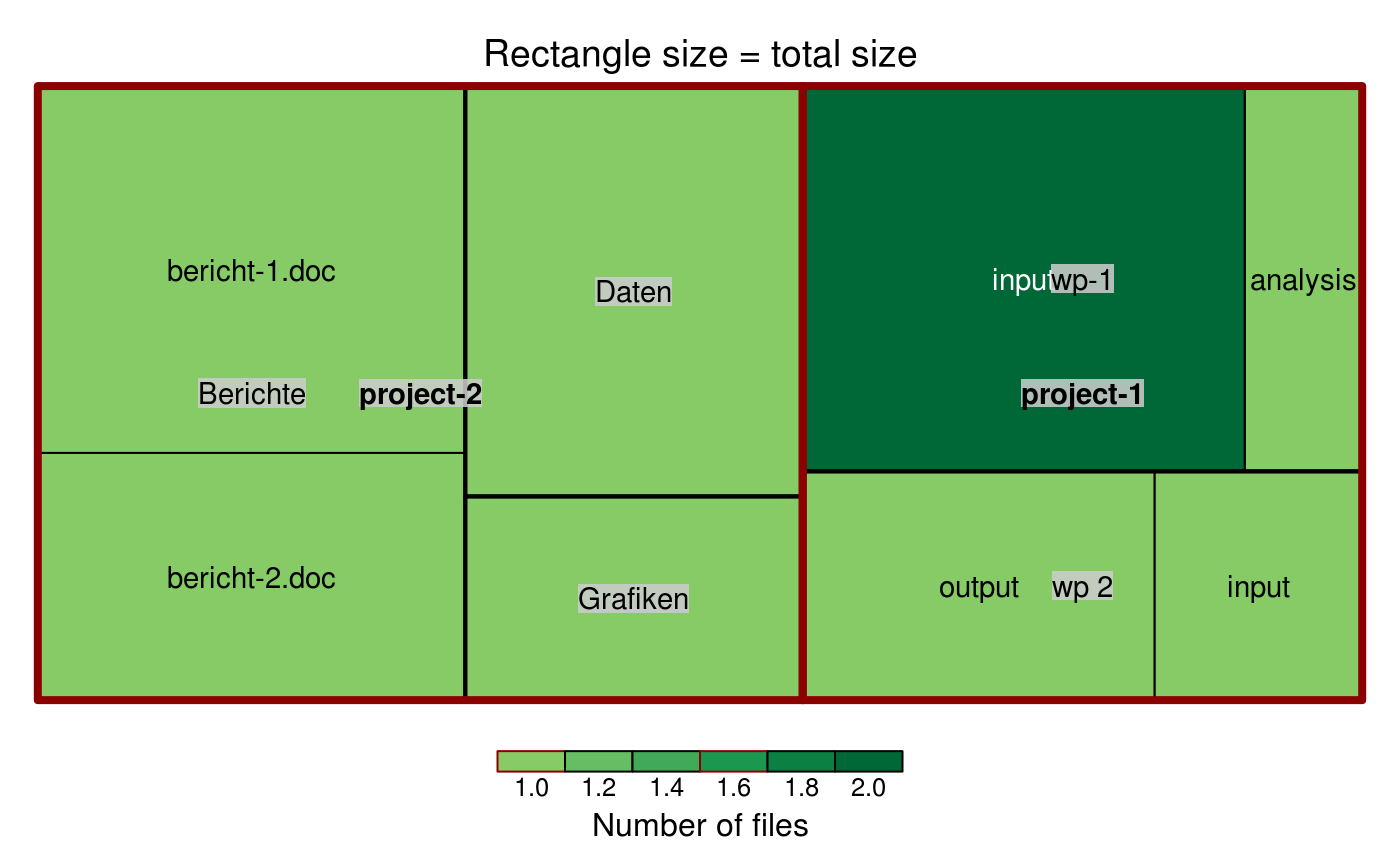 Rectangle size = total size
bericht-1.doc
Daten
input wp-1
analysis
Berichte
project-2
project-1
bericht-2.doc
Grafiken
output
wp 2
input
1.0 1.2 1.4 1.6 1.8 2.0
Number of files